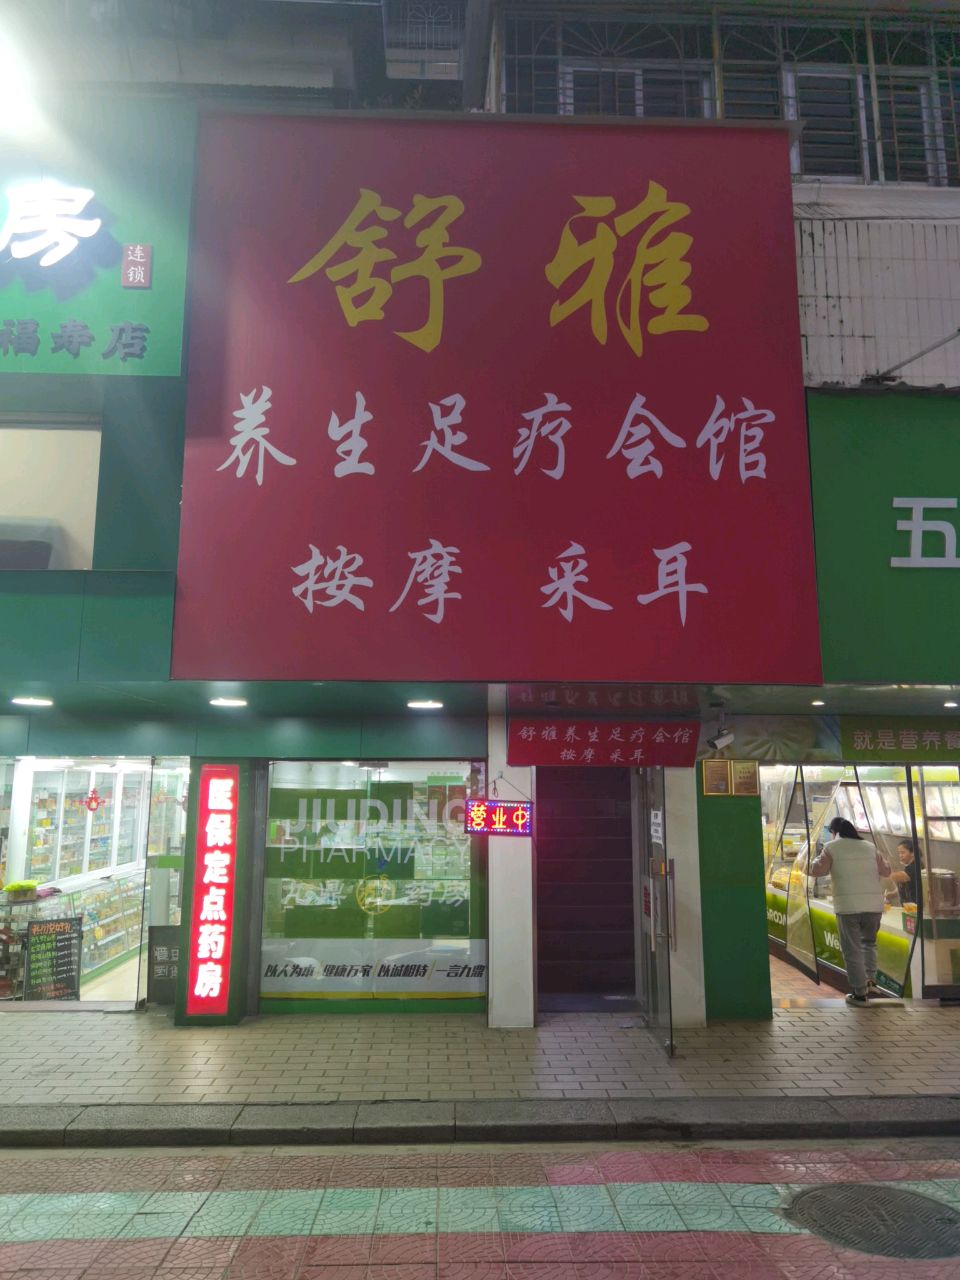 房
连锁
福寿店
舒雅
养生足疗会馆
按摩 采耳
五
舒雅养生足疗会馆
按摩 采耳
就是营养餐
医保定点药房
JIUDING
PHARMACY
九鼎 药房
营业中
以人为本 健康万家 以诚相待 一言九鼎